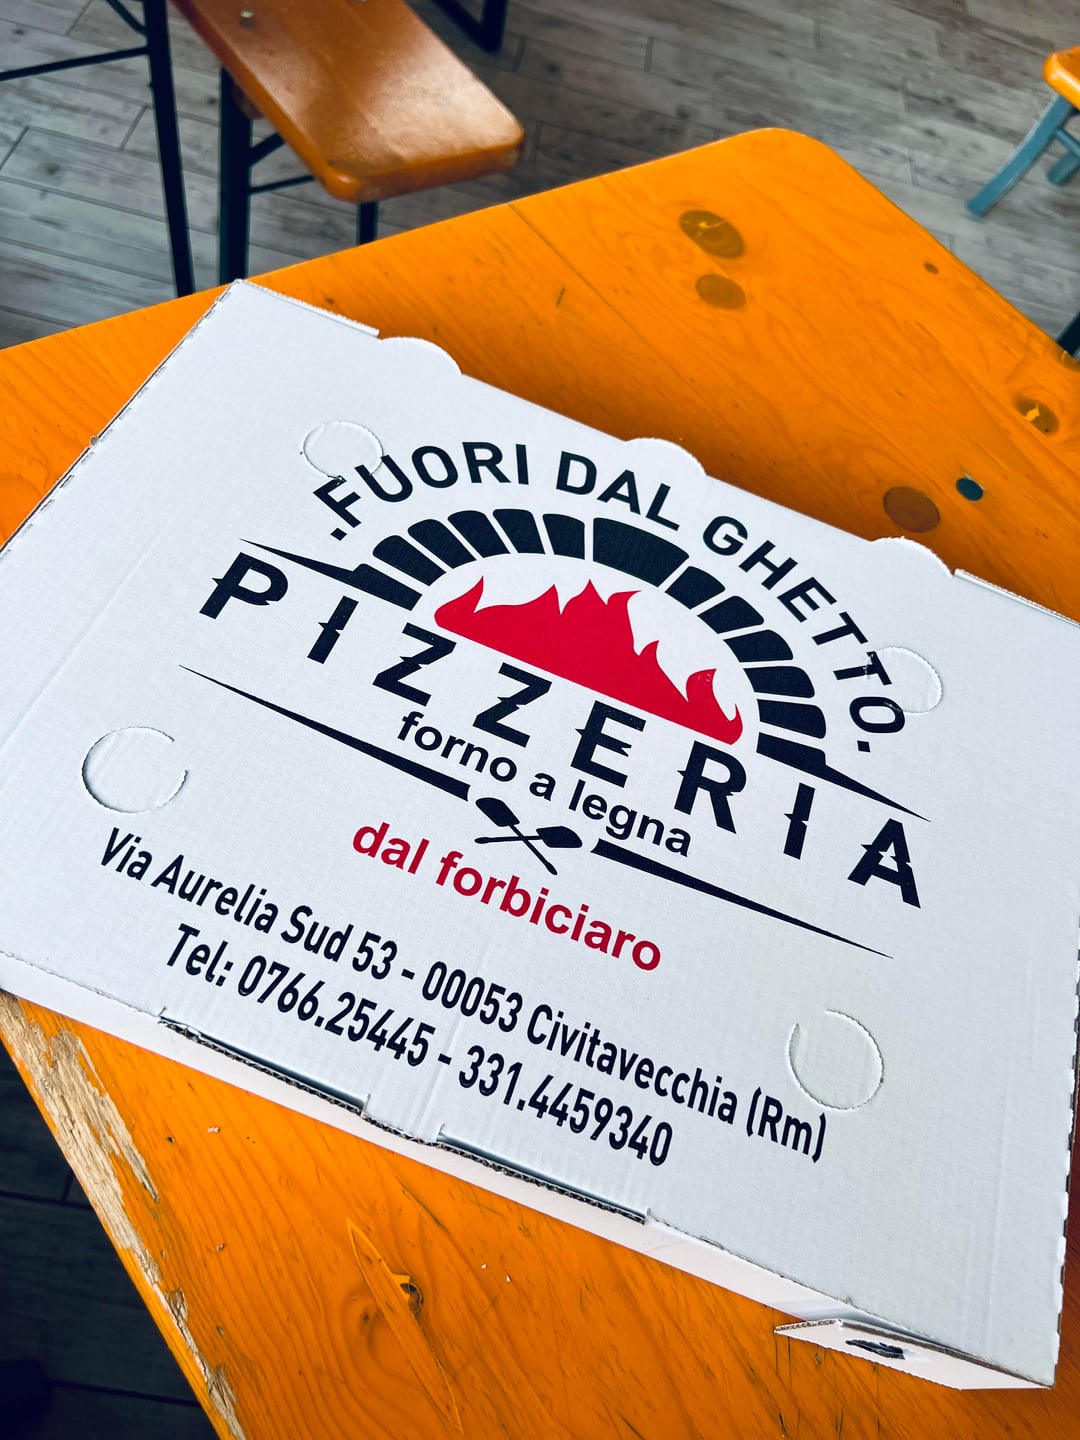 .FUORI DAL GHETTO.
PIZZERIA
forno a legna
dal forbiciaro
Via Aurelia Sud 53 - 00053 Civitavecchia (Rm)
Tel: 0766.25445 - 331.4459340